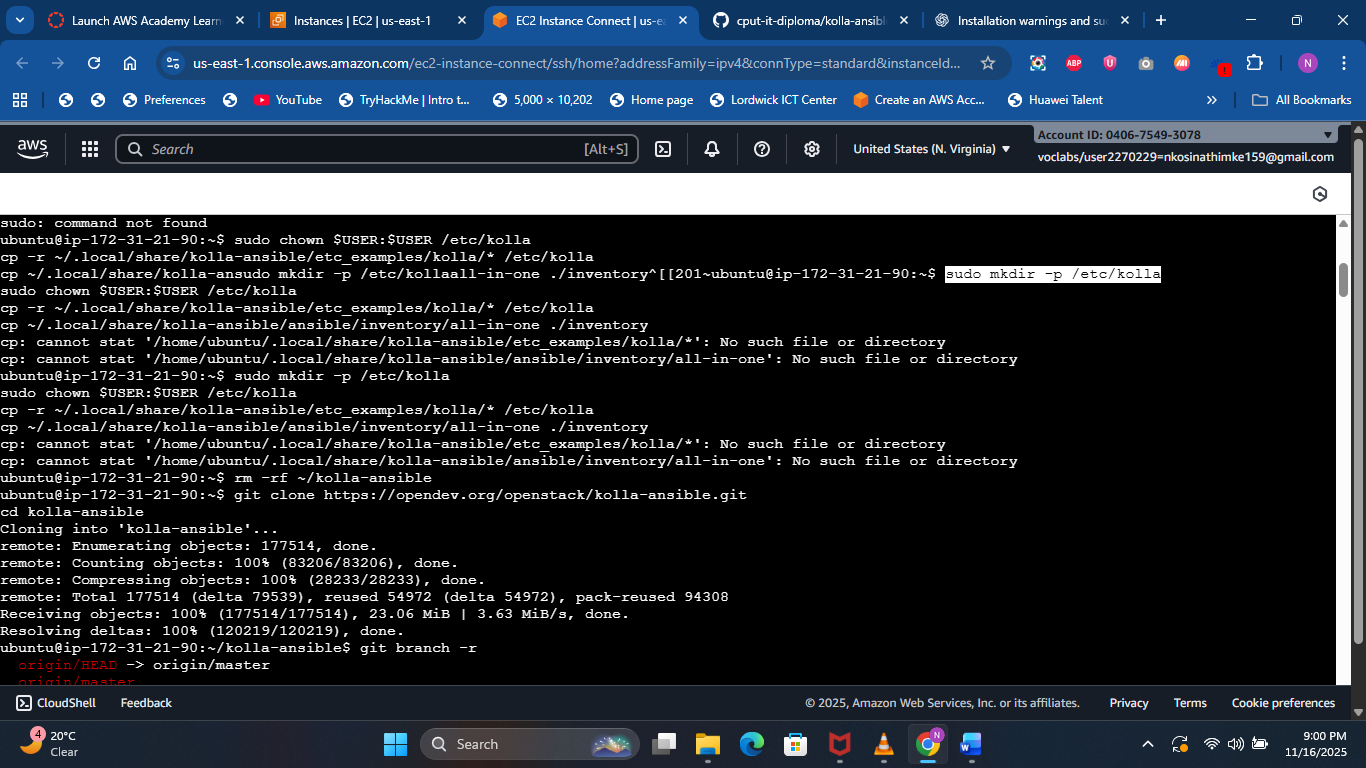 Launch AWS Academy Learn
Instances | EC2 | us-east-1
EC2 Instance Connect | us-ea
cput-it-diploma/kolla-ansibl
Installation warnings and su
us-east-1.console.aws.amazon.com/ec2-instance-connect/ssh/home?addressFamily=ipv4&connType=standard&instanceId...
ABP
N
Preferences
YouTube
TryHackMe | Intro t...
5,000 × 10,202
Home page
Lordwick ICT Center
Create an AWS Acc...
Huawei Talent
»
All Bookmarks
aws
Search
[Alt+S]
United States (N. Virginia)
Account ID: 0406-7549-3078
voclabs/user2270229=nkosinathimke159@gmail.com
sudo: command not found
ubuntu@ip-172-31-21-90:~$ sudo chown $USER:$USER /etc/kolla
cp -r ~/.local/share/kolla-ansible/etc_examples/kolla/* /etc/kolla
cp ~/.local/share/kolla-ansudo mkdir -p /etc/kollaall-in-one ./inventory^[[201~ubuntu@ip-172-31-21-90:~$ sudo mkdir -p /etc/kolla
sudo chown $USER:$USER /etc/kolla
cp -r ~/.local/share/kolla-ansible/etc_examples/kolla/* /etc/kolla
cp ~/.local/share/kolla-ansible/ansible/inventory/all-in-one ./inventory
cp: cannot stat '/home/ubuntu/.local/share/kolla-ansible/etc_examples/kolla/*': No such file or directory
cp: cannot stat '/home/ubuntu/.local/share/kolla-ansible/ansible/inventory/all-in-one': No such file or directory
ubuntu@ip-172-31-21-90:~$ sudo mkdir -p /etc/kolla
sudo chown $USER:$USER /etc/kolla
cp -r ~/.local/share/kolla-ansible/etc_examples/kolla/* /etc/kolla
cp ~/.local/share/kolla-ansible/ansible/inventory/all-in-one ./inventory
cp: cannot stat '/home/ubuntu/.local/share/kolla-ansible/etc_examples/kolla/*': No such file or directory
cp: cannot stat '/home/ubuntu/.local/share/kolla-ansible/ansible/inventory/all-in-one': No such file or directory
ubuntu@ip-172-31-21-90:~$ rm -rf ~/kolla-ansible
ubuntu@ip-172-31-21-90:~$ git clone https://opendev.org/openstack/kolla-ansible.git
cd kolla-ansible
Cloning into 'kolla-ansible'...
remote: Enumerating objects: 177514, done.
remote: Counting objects: 100% (83206/83206), done.
remote: Compressing objects: 100% (28233/28233), done.
remote: Total 177514 (delta 79539), reused 54972 (delta 54972), pack-reused 94308
Receiving objects: 100% (177514/177514), 23.06 MiB | 3.63 MiB/s, done.
Resolving deltas: 100% (120219/120219), done.
ubuntu@ip-172-31-21-90:~/kolla-ansible$ git branch -r
origin/HEAD -> origin/master
origin/master
CloudShell
Feedback
© 2025, Amazon Web Services, Inc. or its affiliates.
Privacy
Terms
Cookie preferences
4
20°C
Clear
Search
N
9:00 PM
11/16/2025